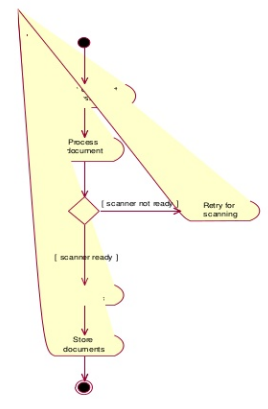 Process
document
[ scanner not ready ]
Retry for
scanning
[ scanner ready ]
Store
documents